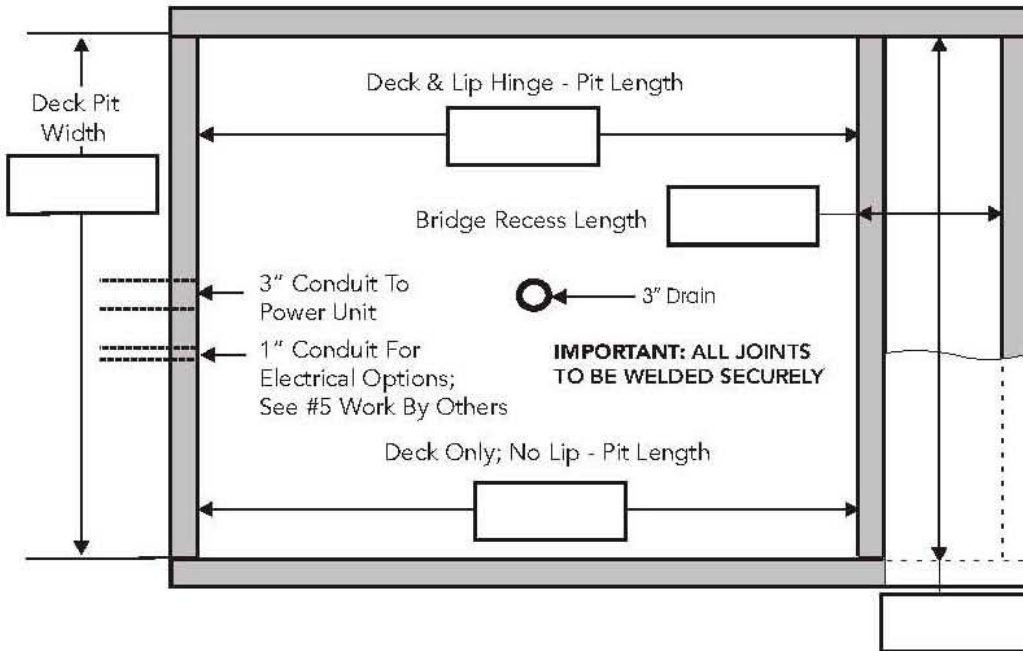 Deck & Lip Hinge - Pit Length
Deck Pit
Width
Bridge Recess Length
3" Conduit To
Power Unit
3" Drain
1" Conduit For
Electrical Options;
See #5 Work By Others
IMPORTANT: ALL JOINTS
TO BE WELDED SECURELY
Deck Only; No Lip - Pit Length